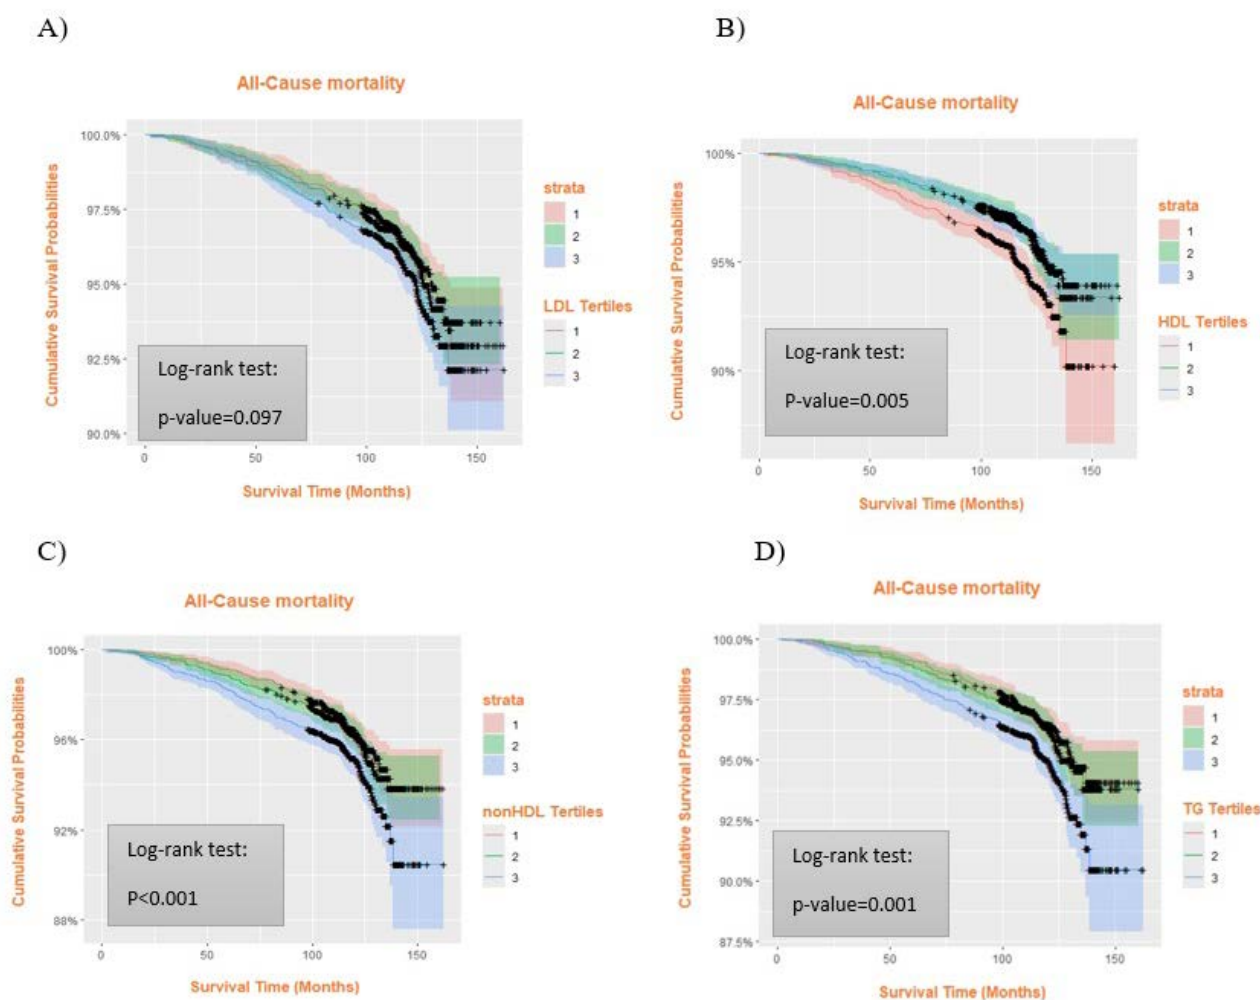 A)
All-Cause mortality
Cumulative Survival Probabilities
100.0%
97.5%
95.0%
92.5%
90.0%
0
50
100
150
Survival Time (Months)
Log-rank test:
p-value=0.097
strata
1
2
3
LDL Tertiles
1
2
3
B)
All-Cause mortality
Cumulative Survival Probabilities
100%
95%
90%
0
50
100
150
Survival Time (Months)
Log-rank test:
P-value=0.005
strata
1
2
3
HDL Tertiles
1
2
3
C)
All-Cause mortality
Cumulative Survival Probabilities
100%
96%
92%
88%
0
50
100
150
Survival Time (Months)
Log-rank test:
P<0.001
strata
1
2
3
nonHDL Tertiles
1
2
3
D)
All-Cause mortality
Cumulative Survival Probabilities
100.0%
97.5%
95.0%
92.5%
90.0%
87.5%
0
50
100
150
Survival Time (Months)
Log-rank test:
p-value=0.001
strata
1
2
3
TG Tertiles
1
2
3